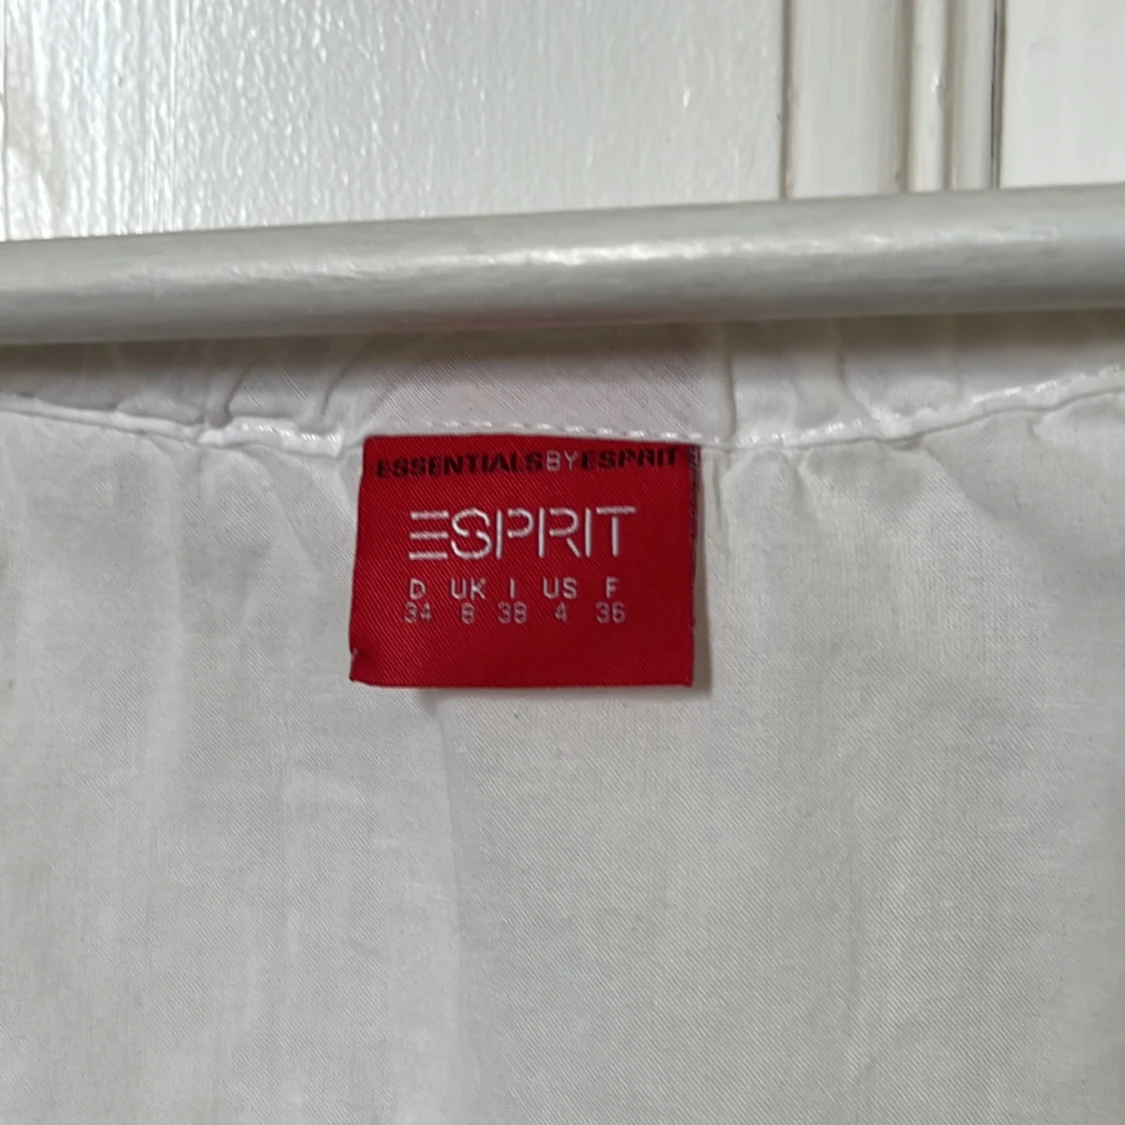 ESSENTIALSBYESPRIT
ESPRIT
D UK I US F
34 8 38 4 36